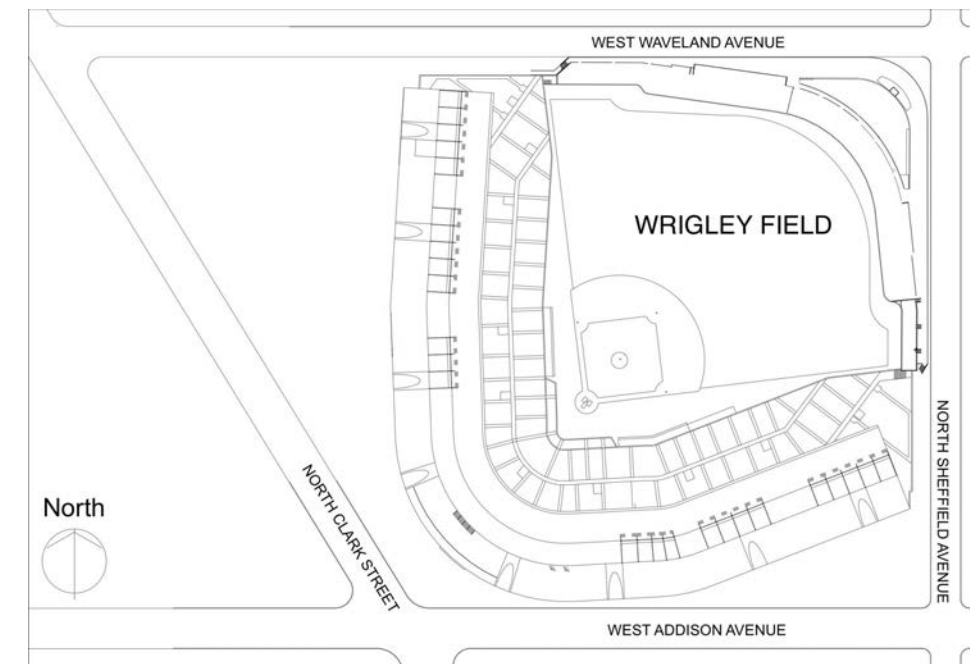 WEST WAVELAND AVENUE
WRIGLEY FIELD
NORTH SHEFFIELD AVENUE
North
NORTH CLARK STREET
WEST ADDISON AVENUE